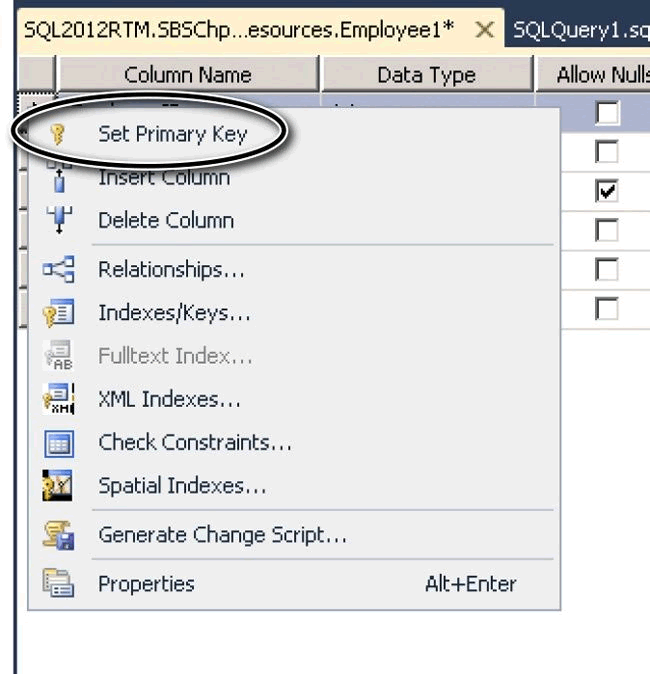 SQL2012RTM.SBSChp...esources.Employee1* SQLQuery1.sq
Column Name Data Type Allow Nulls
Set Primary Key
Insert Column
Delete Column
Relationships...
Indexes/Keys...
Fulltext Index...
XML Indexes...
Check Constraints...
Spatial Indexes...
Generate Change Script...
Properties Alt+Enter